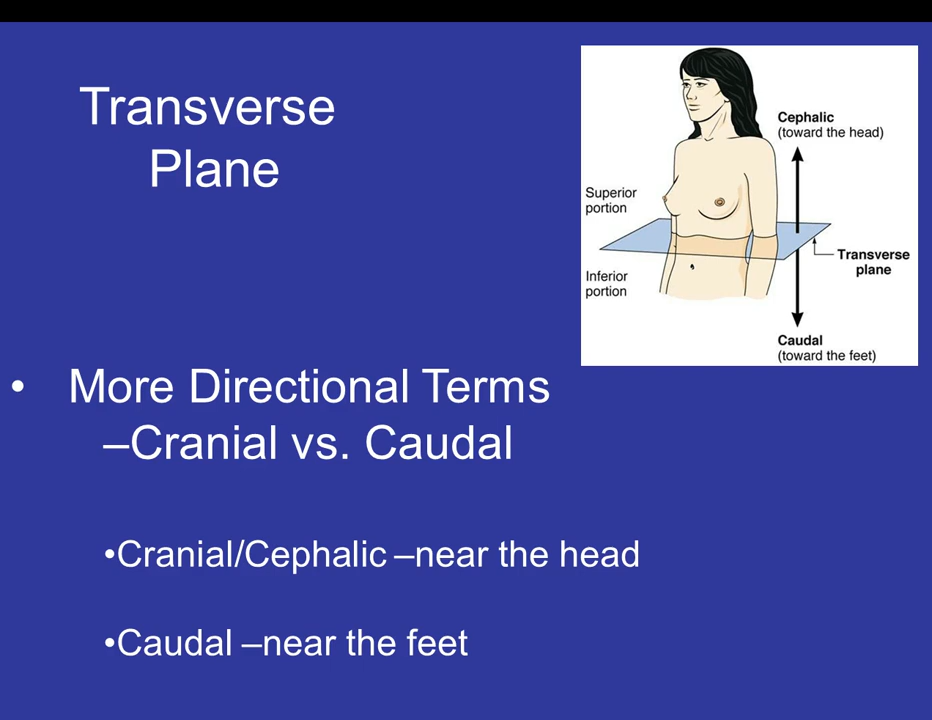 Transverse
Plane
Cephalic
(toward the head)
Superior
portion
Transverse
plane
Inferior
portion
Caudal
(toward the feet)
• More Directional Terms
–Cranial vs. Caudal
•Cranial/Cephalic –near the head
•Caudal –near the feet